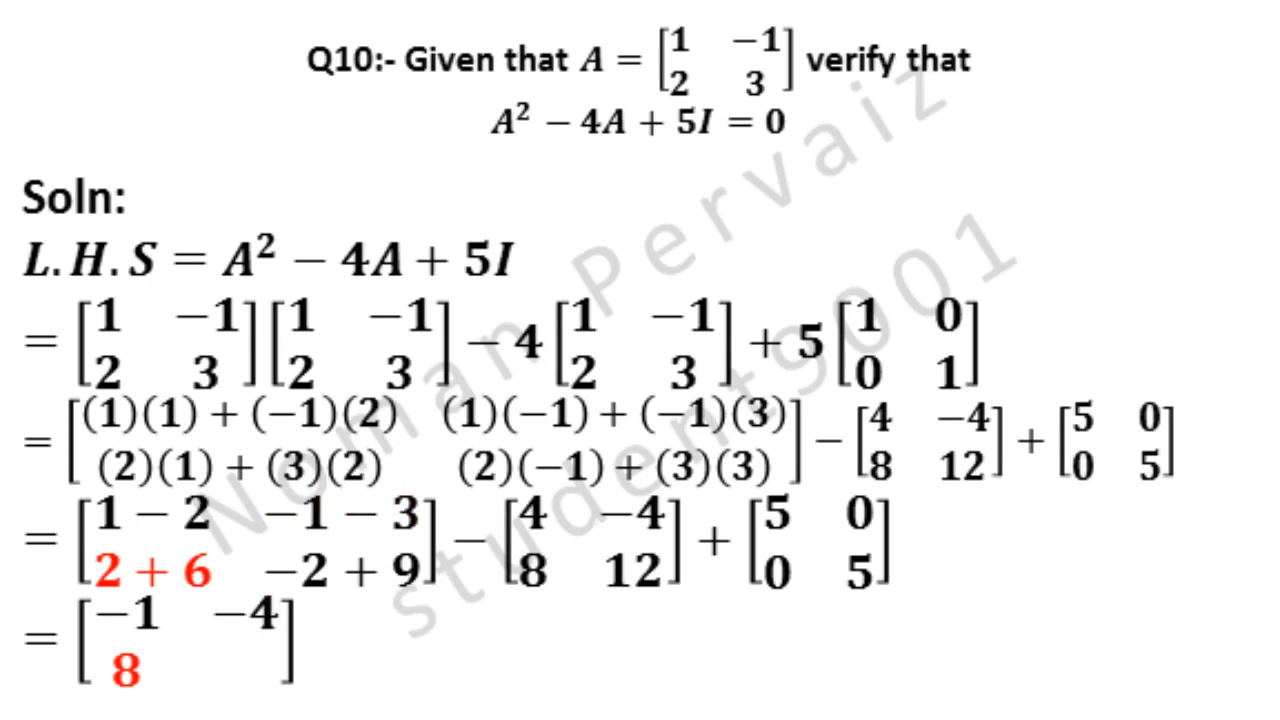 Q10:- Given that A = [1 −1; 2 3] verify that
A² − 4A + 5I = 0
Soln:
L.H.S = A² − 4A + 5I
= [1 −1; 2 3][1 −1; 2 3] − 4[1 −1; 2 3] + 5[1 0; 0 1]
= [(1)(1) + (−1)(2) (1)(−1) + (−1)(3); (2)(1) + (3)(2) (2)(−1) + (3)(3)] − [4 −4; 8 12] + [5 0; 0 5]
= [1 − 2 −1 − 3; 2 + 6 −2 + 9] − [4 −4; 8 12] + [5 0; 0 5]
= [−1 −4; 8]
Noman Pervaiz
student9001